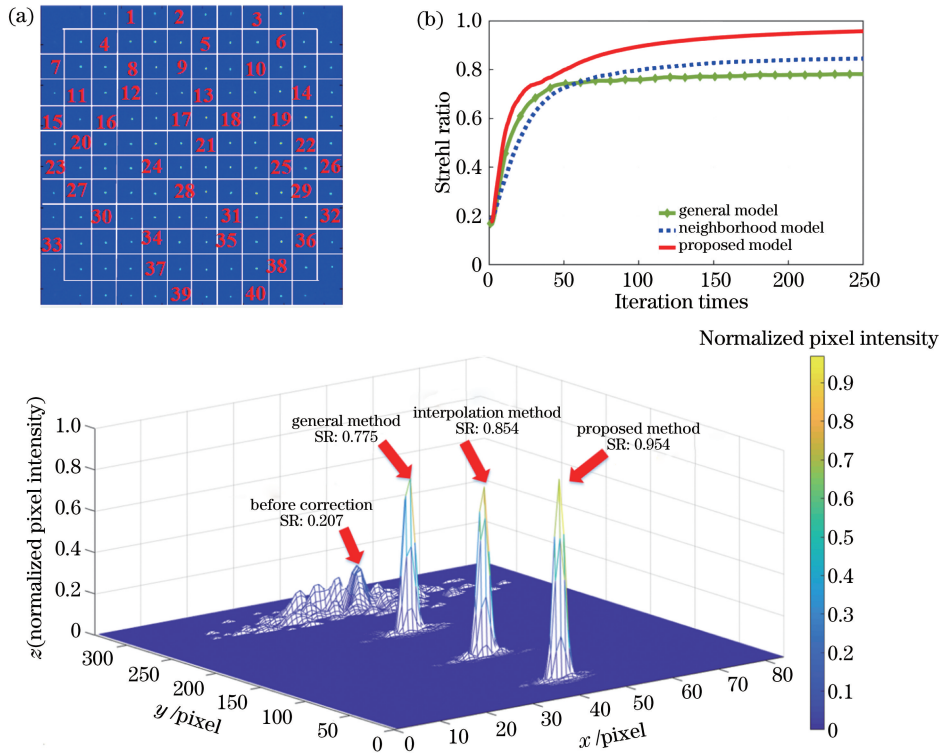 (a)
1 2 3
4 5 6
7 8 9 10
11 12 13 14
15 16 17 18 19
20 21 22
23 24 25 26
27 28 29
30 31 32
33 34 35 36
37 38
39 40
(b)
1.0
0.8
0.6
0.4
0.2
0
Strehl ratio
general model
neighborhood model
proposed model
0 50 100 150 200 250
Iteration times
Normalized pixel intensity
0.9
0.8
0.7
0.6
0.5
0.4
0.3
0.2
0.1
0
z(normalized pixel intensity)
1.0
0.8
0.6
0.4
0.2
0
general method
SR: 0.775
interpolation method
SR: 0.854
proposed method
SR: 0.954
before correction
SR: 0.207
300 250 200 150 100 50 0
y/pixel
0 10 20 30 40 50 60 70 80
x/pixel